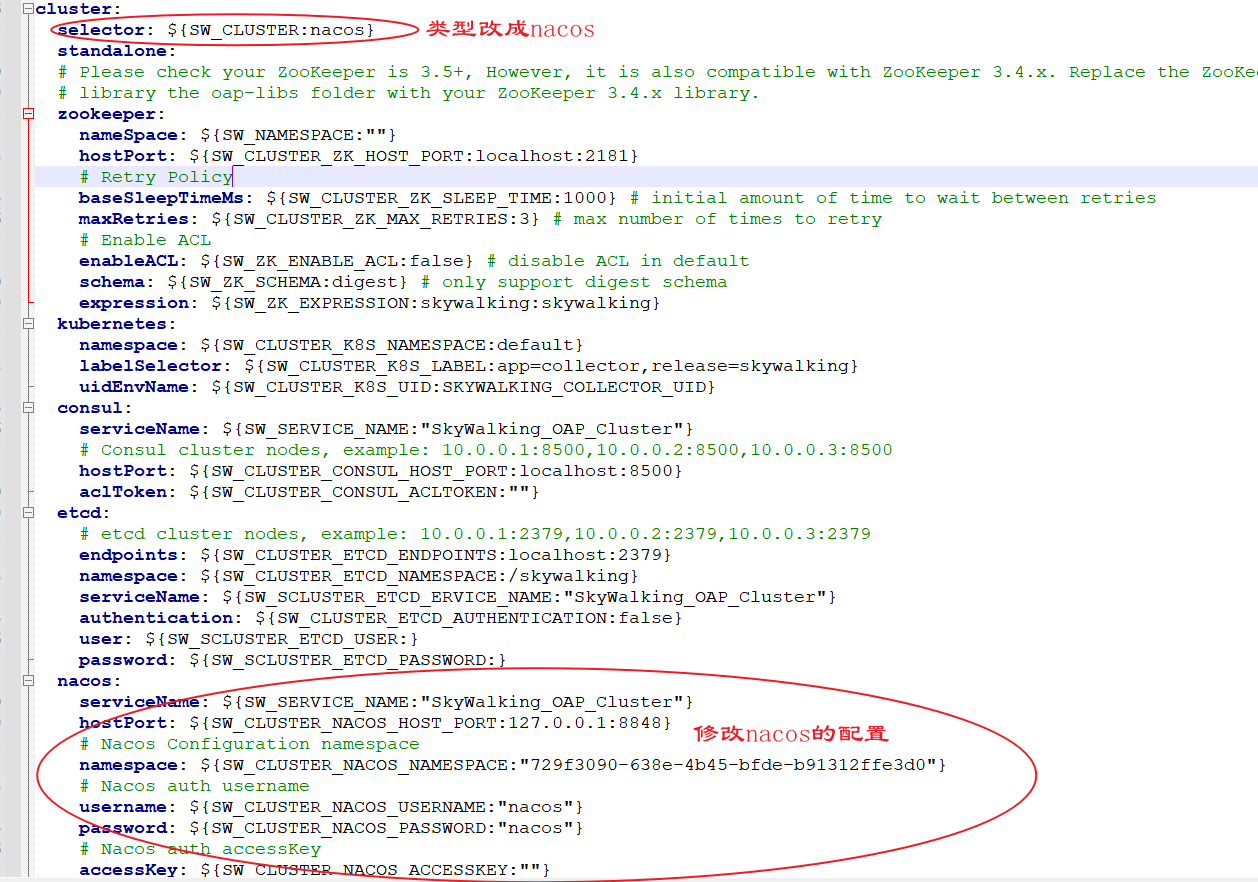 cluster:
selector: ${SW_CLUSTER:nacos} 类型改成nacos
standalone:
# Please check your ZooKeeper is 3.5+, However, it is also compatible with ZooKeeper 3.4.x. Replace the ZooKe
# library the oap-libs folder with your ZooKeeper 3.4.x library.
zookeeper:
nameSpace: ${SW_NAMESPACE:""}
hostPort: ${SW_CLUSTER_ZK_HOST_PORT:localhost:2181}
# Retry Policy
baseSleepTimeMs: ${SW_CLUSTER_ZK_SLEEP_TIME:1000} # initial amount of time to wait between retries
maxRetries: ${SW_CLUSTER_ZK_MAX_RETRIES:3} # max number of times to retry
# Enable ACL
enableACL: ${SW_ZK_ENABLE_ACL:false} # disable ACL in default
schema: ${SW_ZK_SCHEMA:digest} # only support digest schema
expression: ${SW_ZK_EXPRESSION:skywalking:skywalking}
kubernetes:
namespace: ${SW_CLUSTER_K8S_NAMESPACE:default}
labelSelector: ${SW_CLUSTER_K8S_LABEL:app=collector,release=skywalking}
uidEnvName: ${SW_CLUSTER_K8S_UID:SKYWALKING_COLLECTOR_UID}
consul:
serviceName: ${SW_SERVICE_NAME:"SkyWalking_OAP_Cluster"}
# Consul cluster nodes, example: 10.0.0.1:8500,10.0.0.2:8500,10.0.0.3:8500
hostPort: ${SW_CLUSTER_CONSUL_HOST_PORT:localhost:8500}
aclToken: ${SW_CLUSTER_CONSUL_ACLTOKEN:""}
etcd:
# etcd cluster nodes, example: 10.0.0.1:2379,10.0.0.2:2379,10.0.0.3:2379
endpoints: ${SW_CLUSTER_ETCD_ENDPOINTS:localhost:2379}
namespace: ${SW_CLUSTER_ETCD_NAMESPACE:/skywalking}
serviceName: ${SW_SCLUSTER_ETCD_ERVICE_NAME:"SkyWalking_OAP_Cluster"}
authentication: ${SW_CLUSTER_ETCD_AUTHENTICATION:false}
user: ${SW_SCLUSTER_ETCD_USER:}
password: ${SW_SCLUSTER_ETCD_PASSWORD:}
nacos:
serviceName: ${SW_SERVICE_NAME:"SkyWalking_OAP_Cluster"}
hostPort: ${SW_CLUSTER_NACOS_HOST_PORT:127.0.0.1:8848} 修改nacos的配置
# Nacos Configuration namespace
namespace: ${SW_CLUSTER_NACOS_NAMESPACE:"729f3090-638e-4b45-bfde-b91312ffe3d0"}
# Nacos auth username
username: ${SW_CLUSTER_NACOS_USERNAME:"nacos"}
password: ${SW_CLUSTER_NACOS_PASSWORD:"nacos"}
# Nacos auth accessKey
accessKey: ${SW_CLUSTER_NACOS_ACCESSKEY:""}